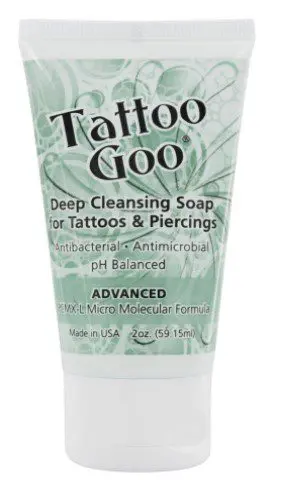 Tattoo
Goo®
Deep Cleansing Soap
for Tattoos & Piercings
Antibacterial • Antimicrobial
pH Balanced
ADVANCED
PCMX-L Micro Molecular Formula
Made in USA 2oz. (59.15ml)